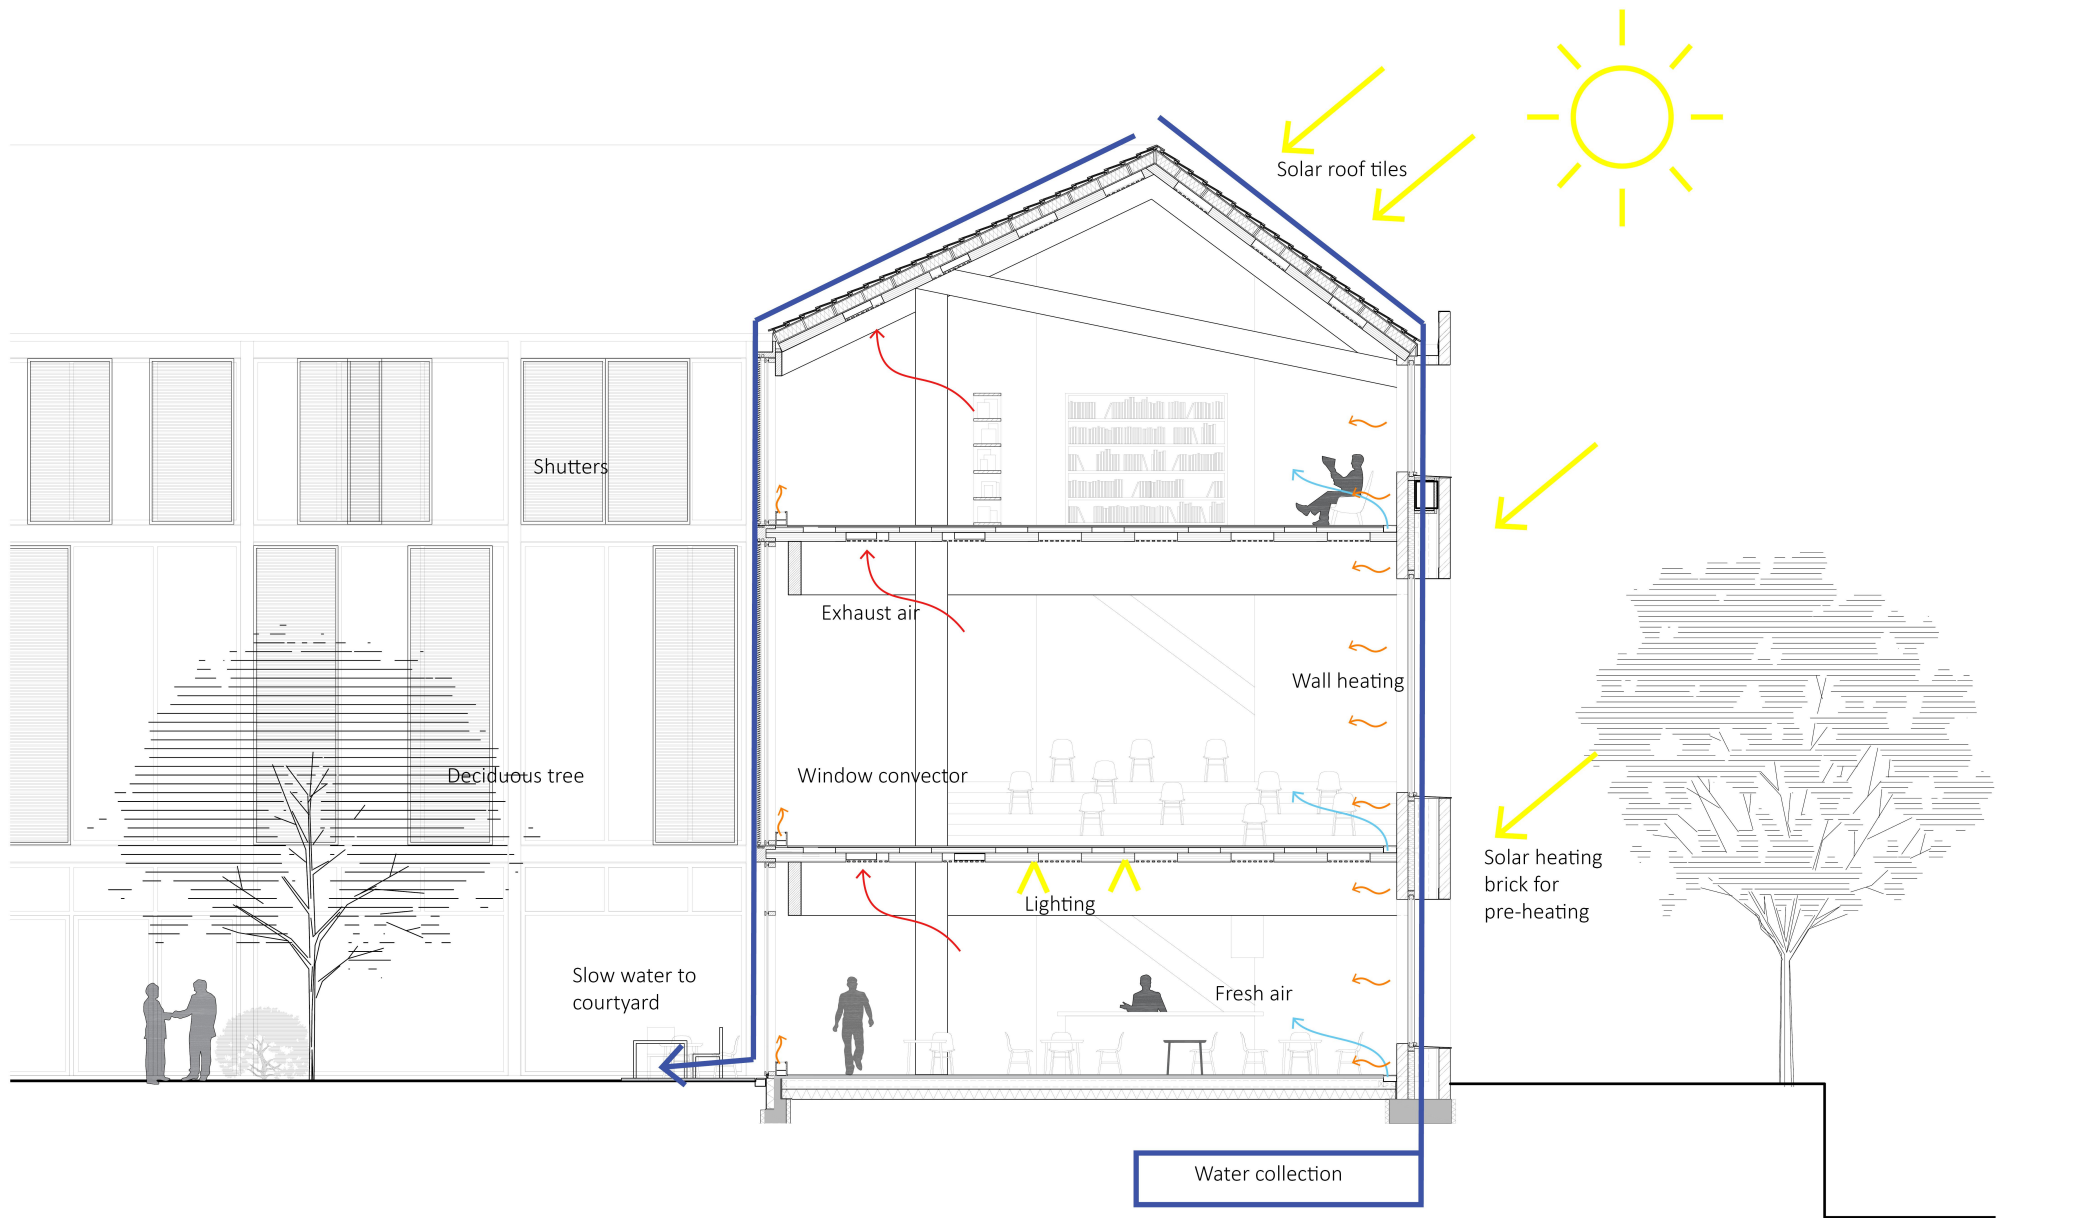 Solar roof tiles
Shutters
Exhaust air
Wall heating
Deciduous tree
Window convector
Solar heating
brick for
pre-heating
Lighting
Slow water to
courtyard
Fresh air
Water collection